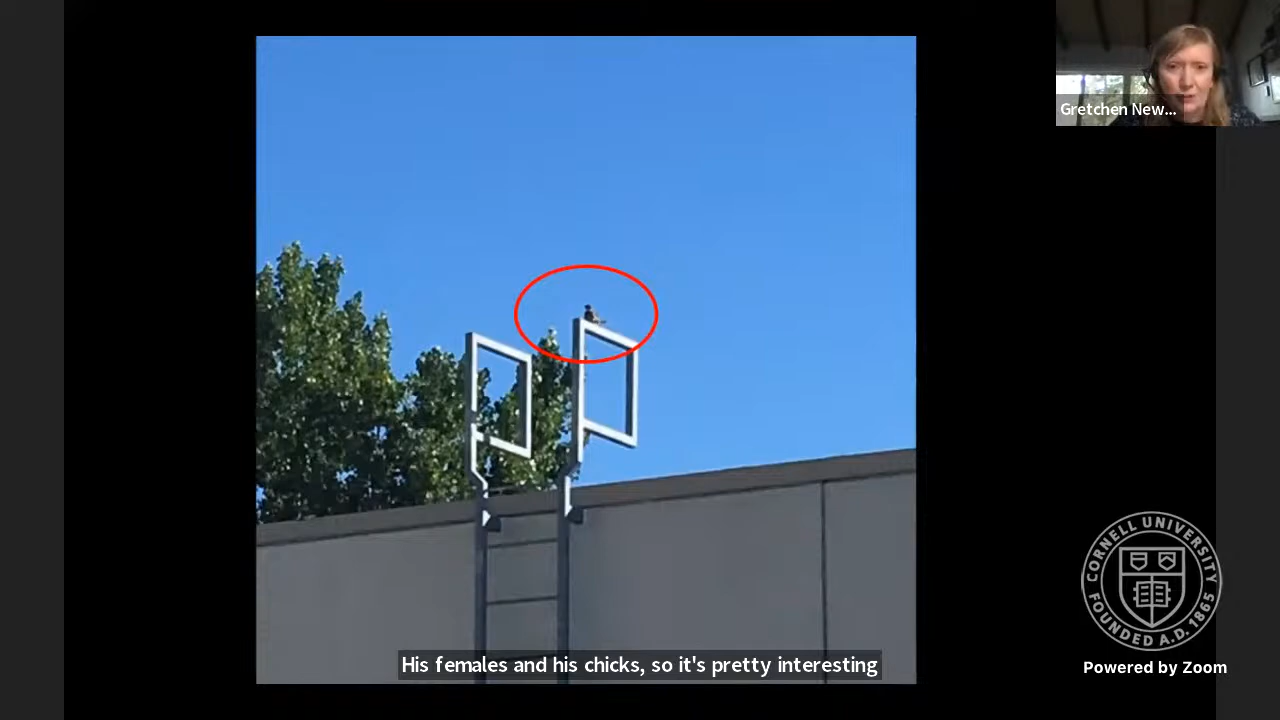 Gretchen New...
His females and his chicks, so it's pretty interesting
CORNELL UNIVERSITY
FOUNDED A.D. 1865
Powered by Zoom